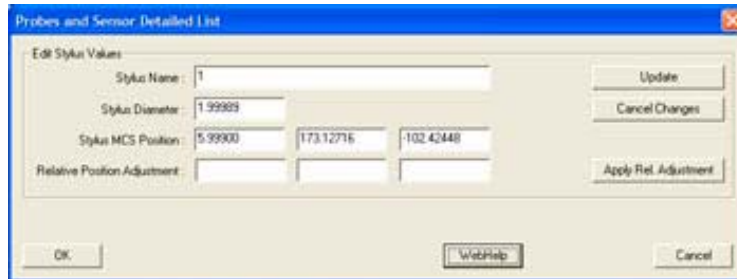 Probes and Sensor Detailed List
Edit Stylus Values
Stylus Name : 1 Update
Stylus Diameter : 1.99989 Cancel Changes
Stylus MCS Position : 5.99900 173.12716 -102.42448
Relative Position Adjustment : Apply Rel. Adjustment
OK WebHelp Cancel